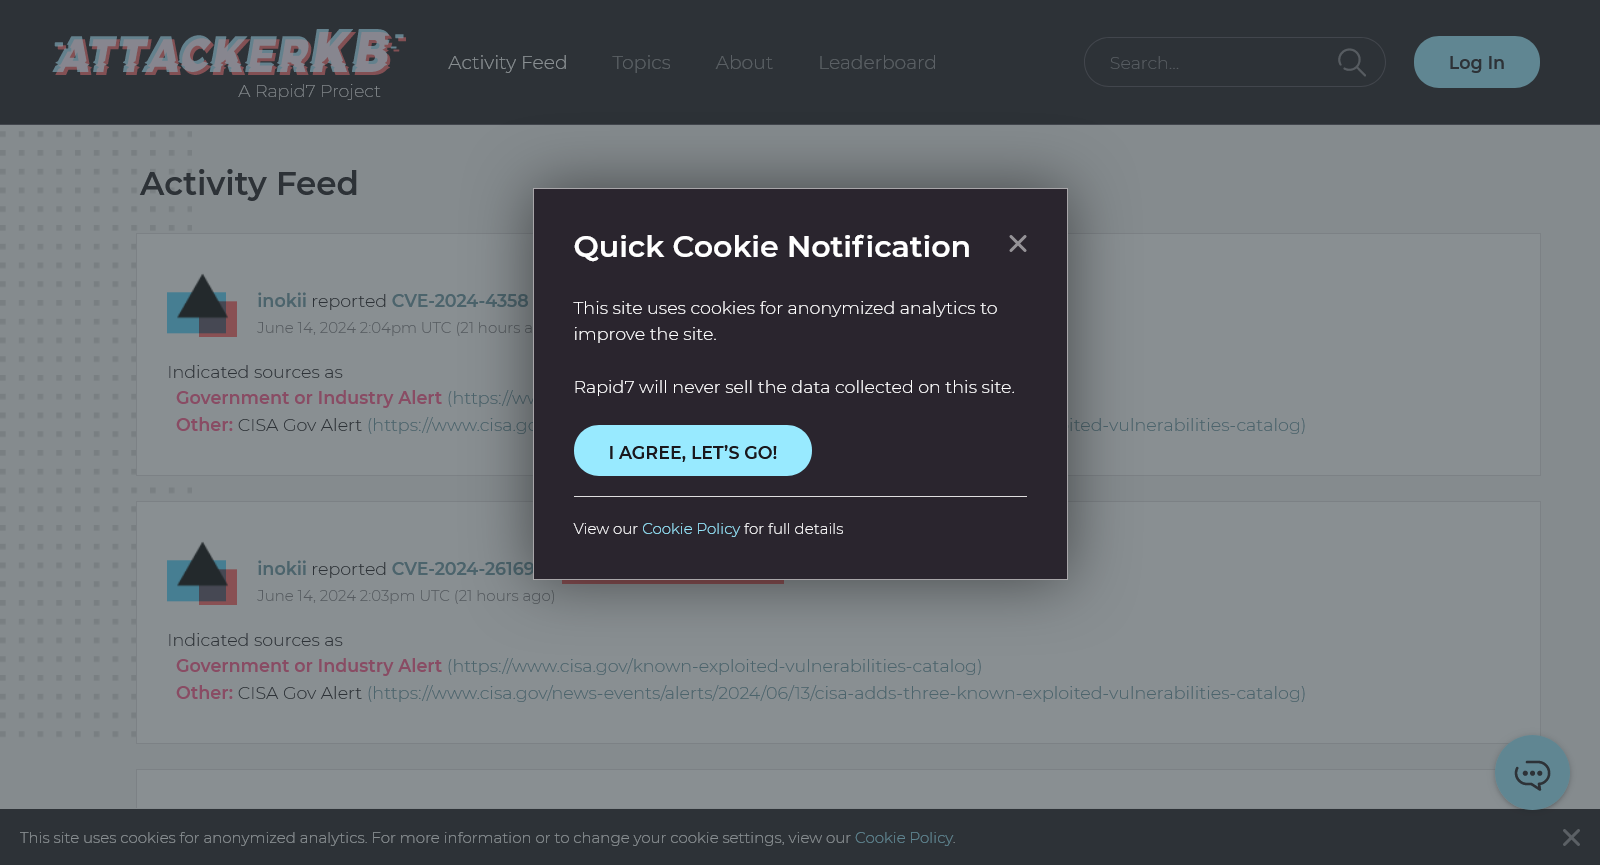 ATTACKERKB
A Rapid7 Project
Activity Feed
Topics
About
Leaderboard
Search...
Log In
Activity Feed
inokii reported CVE-2024-4358
June 14, 2024 2:04pm UTC (21 hours a
Indicated sources as
Government or Industry Alert (https://ww
Other: CISA Gov Alert (https://www.cisa.go ited-vulnerabilities-catalog)
Quick Cookie Notification
This site uses cookies for anonymized analytics to
improve the site.
Rapid7 will never sell the data collected on this site.
I AGREE, LET'S GO!
View our Cookie Policy for full details
inokii reported CVE-2024-26169
June 14, 2024 2:03pm UTC (21 hours ago)
Indicated sources as
Government or Industry Alert (https://www.cisa.gov/known-exploited-vulnerabilities-catalog)
Other: CISA Gov Alert (https://www.cisa.gov/news-events/alerts/2024/06/13/cisa-adds-three-known-exploited-vulnerabilities-catalog)
This site uses cookies for anonymized analytics. For more information or to change your cookie settings, view our Cookie Policy.